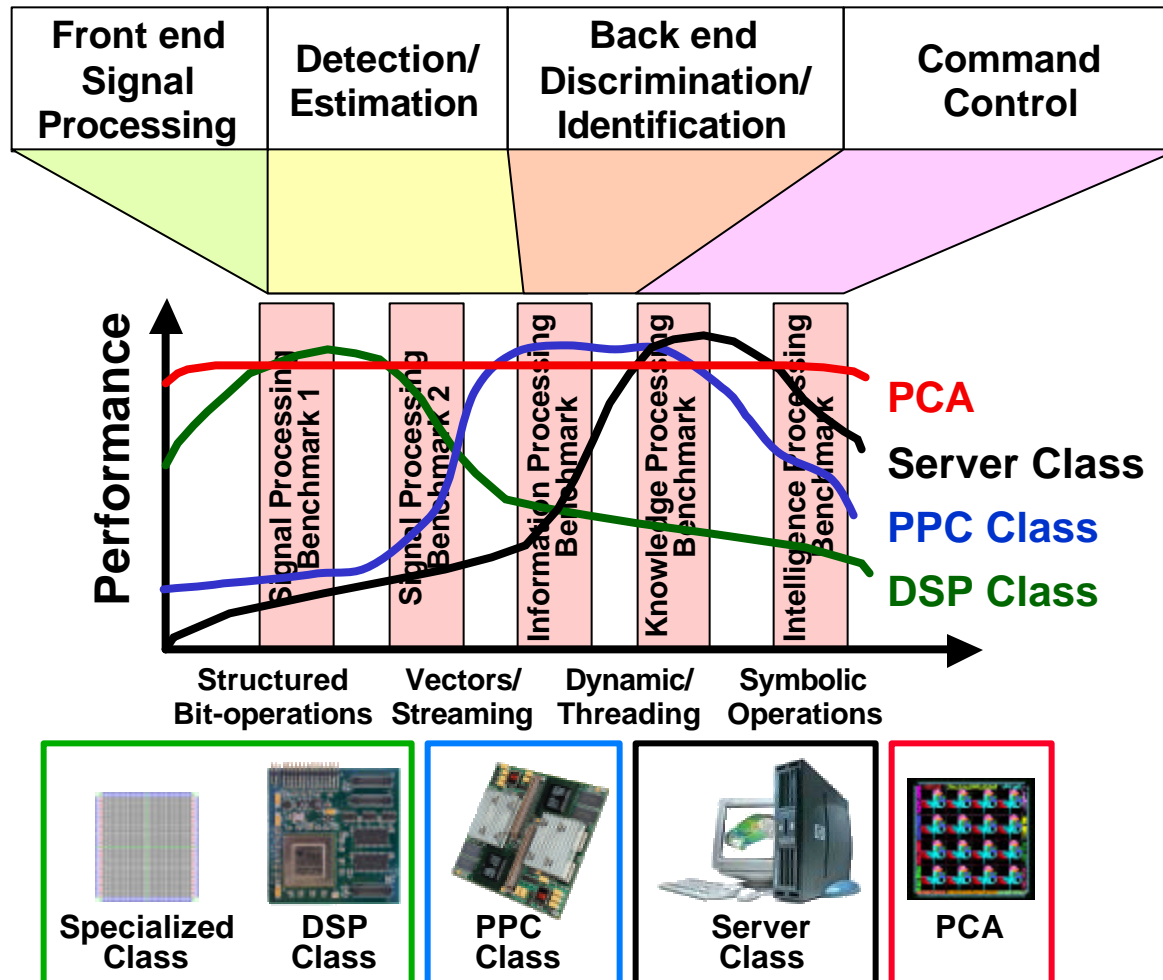 Front end
Signal
Processing
Detection/
Estimation
Back end
Discrimination/
Identification
Command
Control
Performance
Signal Processing
Benchmark 1
Signal Processing
Benchmark 2
Information Processing
Benchmark
Knowledge Processing
Benchmark
Intelligence Processing
Benchmark
PCA
Server Class
PPC Class
DSP Class
Structured
Bit-operations
Vectors/
Streaming
Dynamic/
Threading
Symbolic
Operations
Specialized
Class
DSP
Class
PPC
Class
Server
Class
PCA